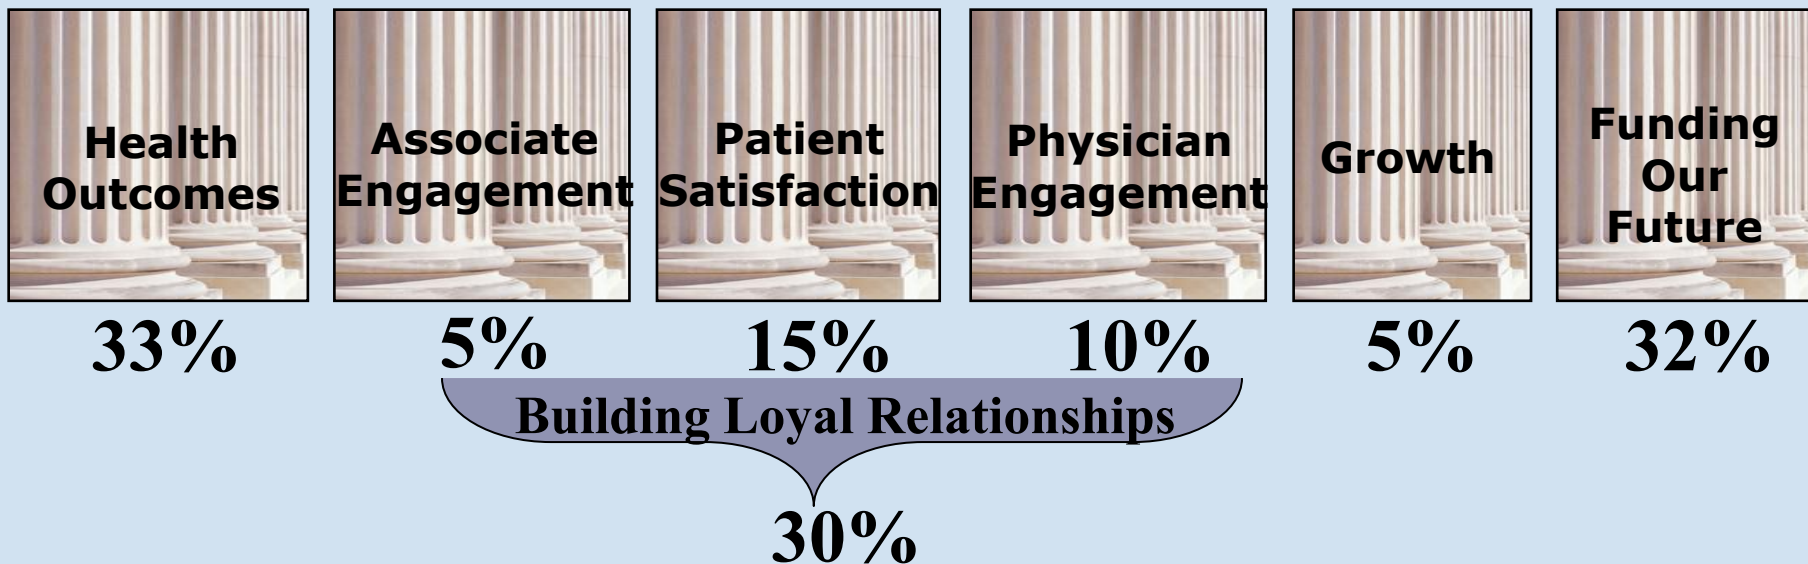 Health
Outcomes
Associate
Engagement
Patient
Satisfaction
Physician
Engagement
Growth
Funding
Our
Future
33%
5%
15%
10%
5%
32%
Building Loyal Relationships
30%